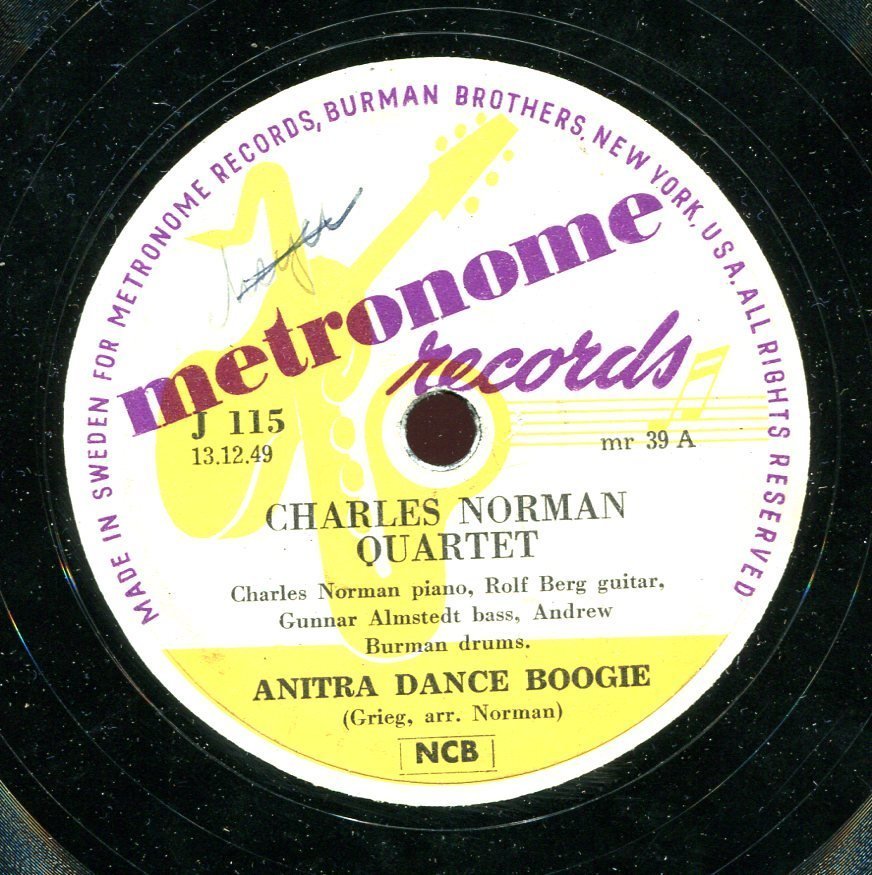 MADE IN SWEDEN FOR METRONOME RECORDS, BURMAN BROTHERS, NEW YORK, U S A. ALL RIGHTS RESERVED
metronome
records
J 115
13.12.49
mr 39 A
CHARLES NORMAN
QUARTET
Charles Norman piano, Rolf Berg guitar,
Gunnar Almstedt bass, Andrew
Burman drums.
ANITRA DANCE BOOGIE
(Grieg, arr. Norman)
NCB